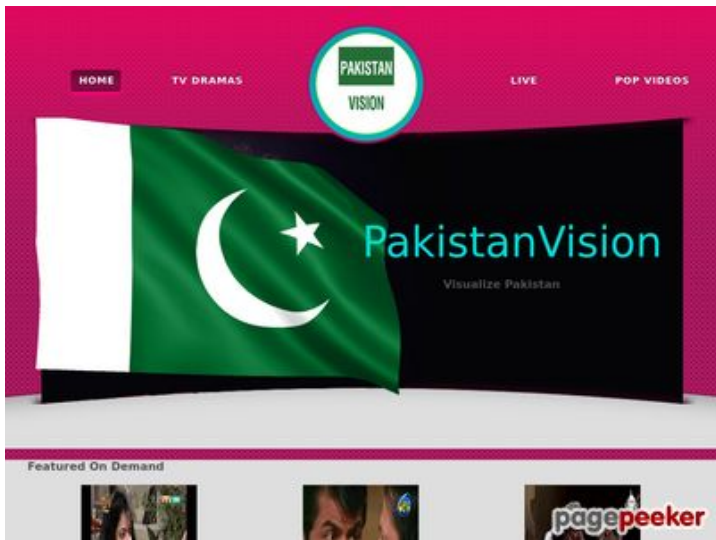 PAKISTAN
VISION
HOME
TV DRAMAS
LIVE
POP VIDEOS
PakistanVision
Visualize Pakistan
Featured On Demand
pagepeeker